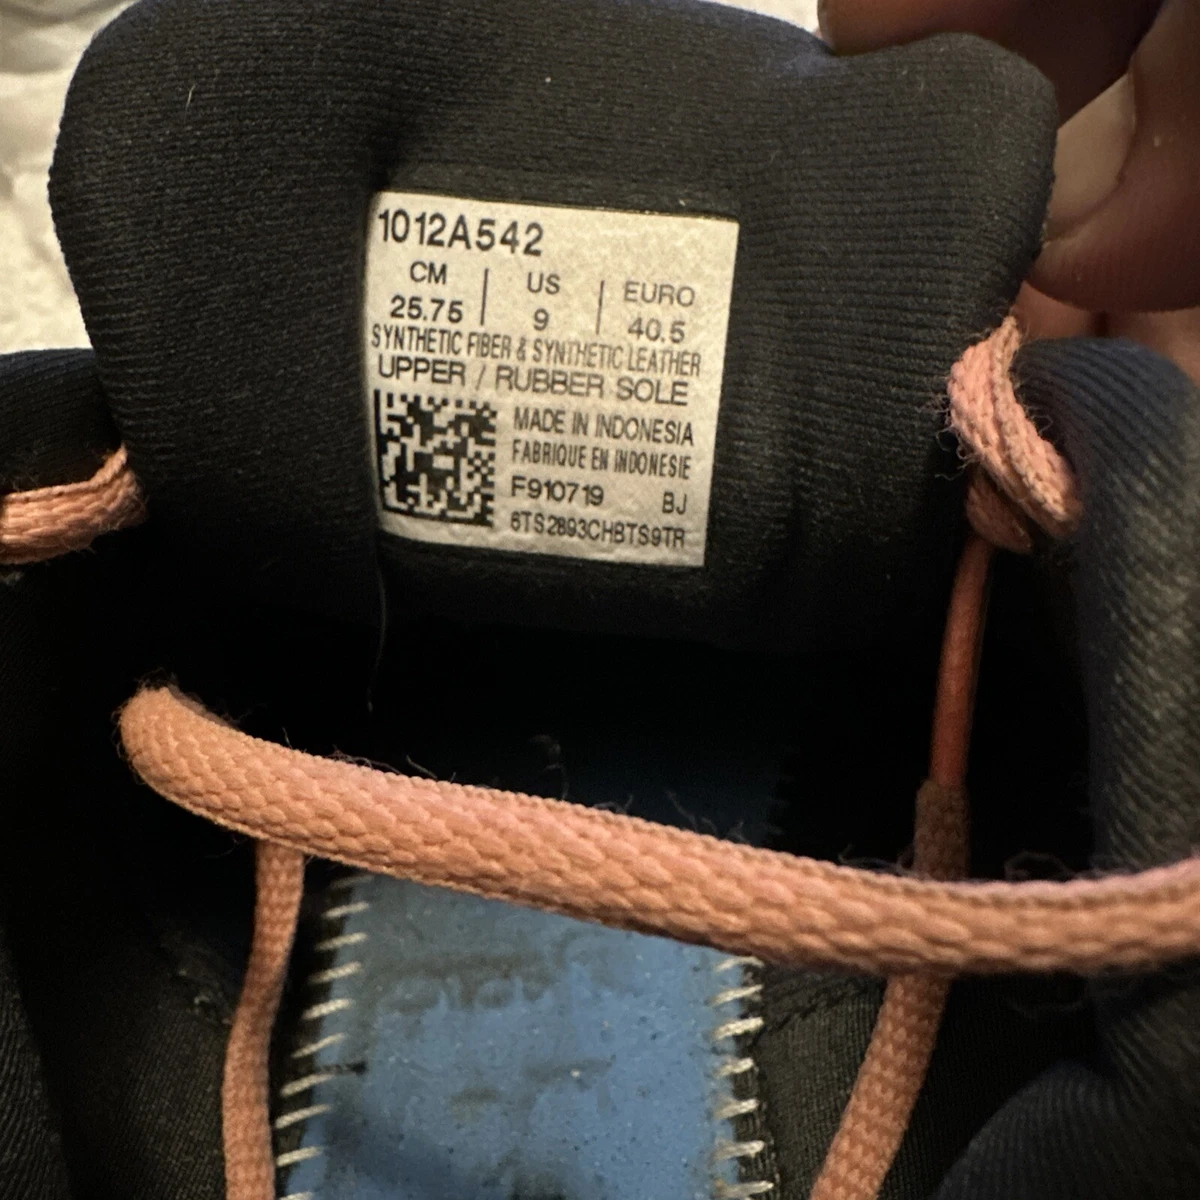 1012A542
CM | US | EURO
25.75 | 9 | 40.5
SYNTHETIC FIBER & SYNTHETIC LEATHER
UPPER / RUBBER SOLE
MADE IN INDONESIA
FABRIQUE EN INDONESIE
F910719 BJ
6TS2893CHBTS9TR